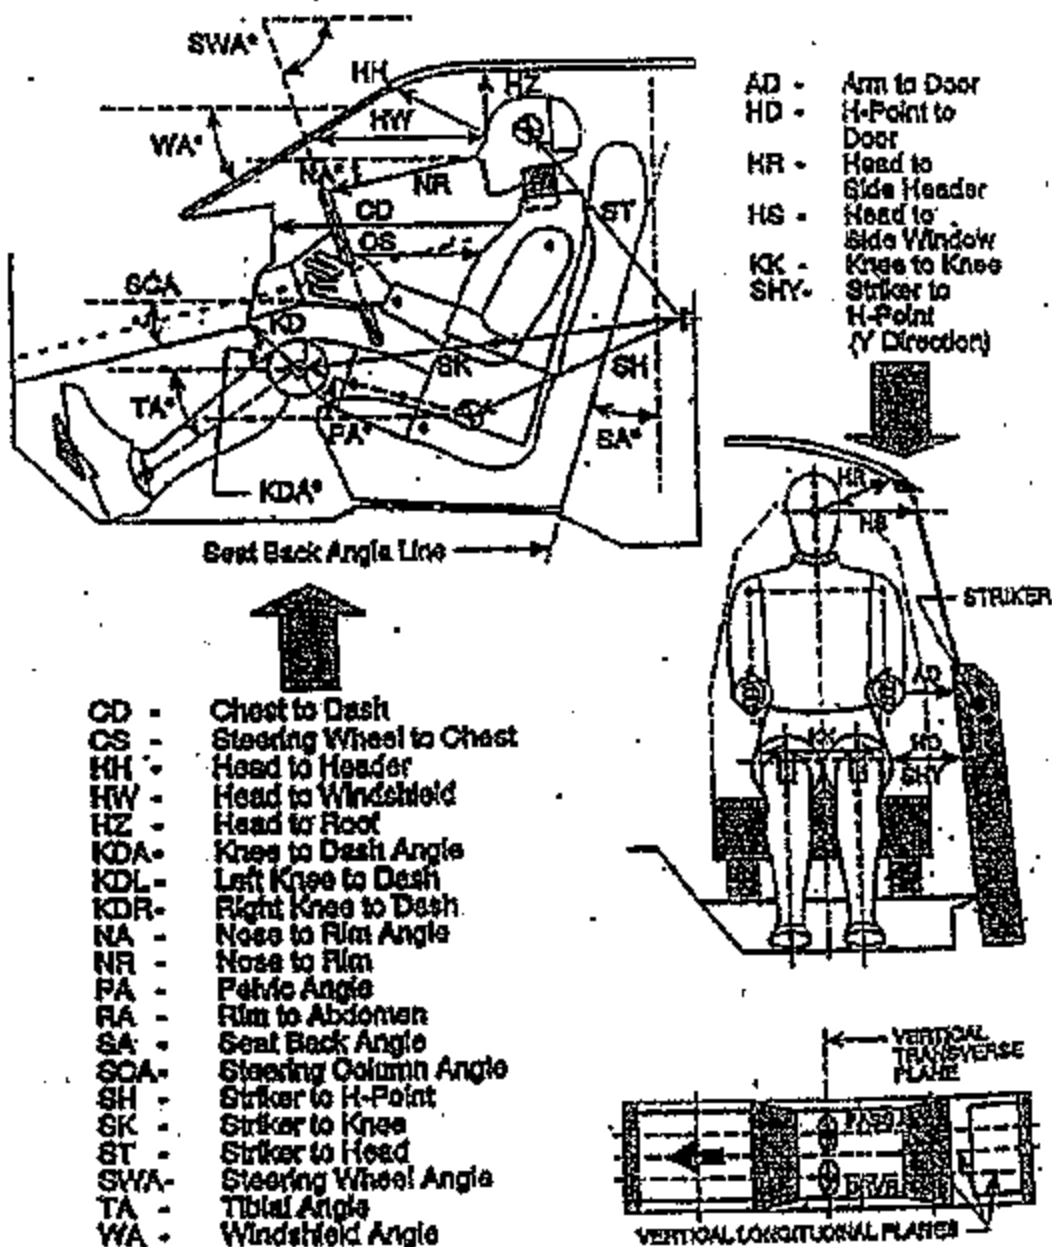 SWA°
HH
HZ
HW
WA°
NA°
NR
CD
CS
ST
SCA
KD
SK
SH
TA°
PA°
SA°
KDA°
Seat Back Angle Line
AD - Arm to Door
HD - H-Point to
Door
HR - Head to
Side Header
HS - Head to
Side Window
KK - Knee to Knee
SHY- Striker to
H-Point
(Y Direction)
HR
HS
STRIKER
AD
KK
HD
SHY
CD - Chest to Dash
CS - Steering Wheel to Chest
HH - Head to Header
HW - Head to Windshield
HZ - Head to Roof
KDA- Knee to Dash Angle
KDL- Left Knee to Dash
KDR- Right Knee to Dash
NA - Nose to Rim Angle
NR - Nose to Rim
PA - Pelvic Angle
RA - Rim to Abdomen
SA - Seat Back Angle
SCA- Steering Column Angle
SH - Striker to H-Point
SK - Striker to Knee
ST - Striker to Head
SWA- Steering Wheel Angle
TA - Tibial Angle
WA - Windshield Angle
VERTICAL
TRANSVERSE
PLANE
VERTICAL LONGITUDINAL PLANES